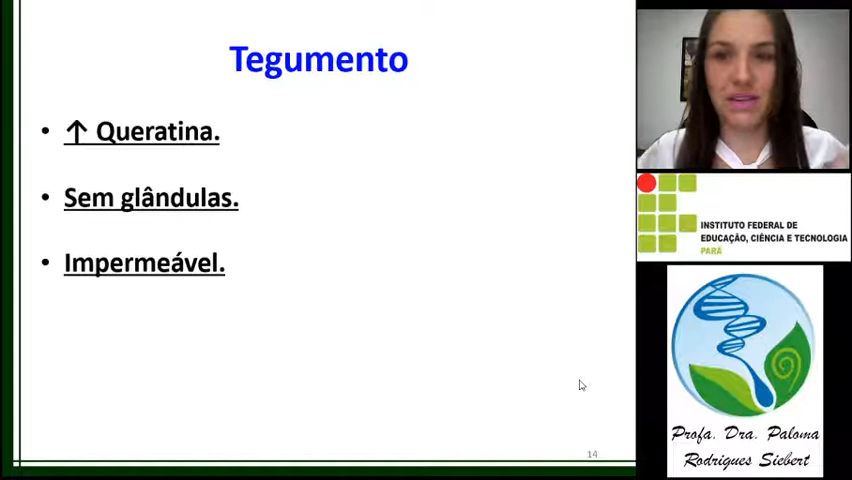 Tegumento
• ↑ Queratina.
• Sem glândulas.
• Impermeável.
14
INSTITUTO FEDERAL DE
EDUCAÇÃO, CIÊNCIA E TECNOLOGIA
PARÁ
Profa. Dra. Paloma
Rodrigues Siebert